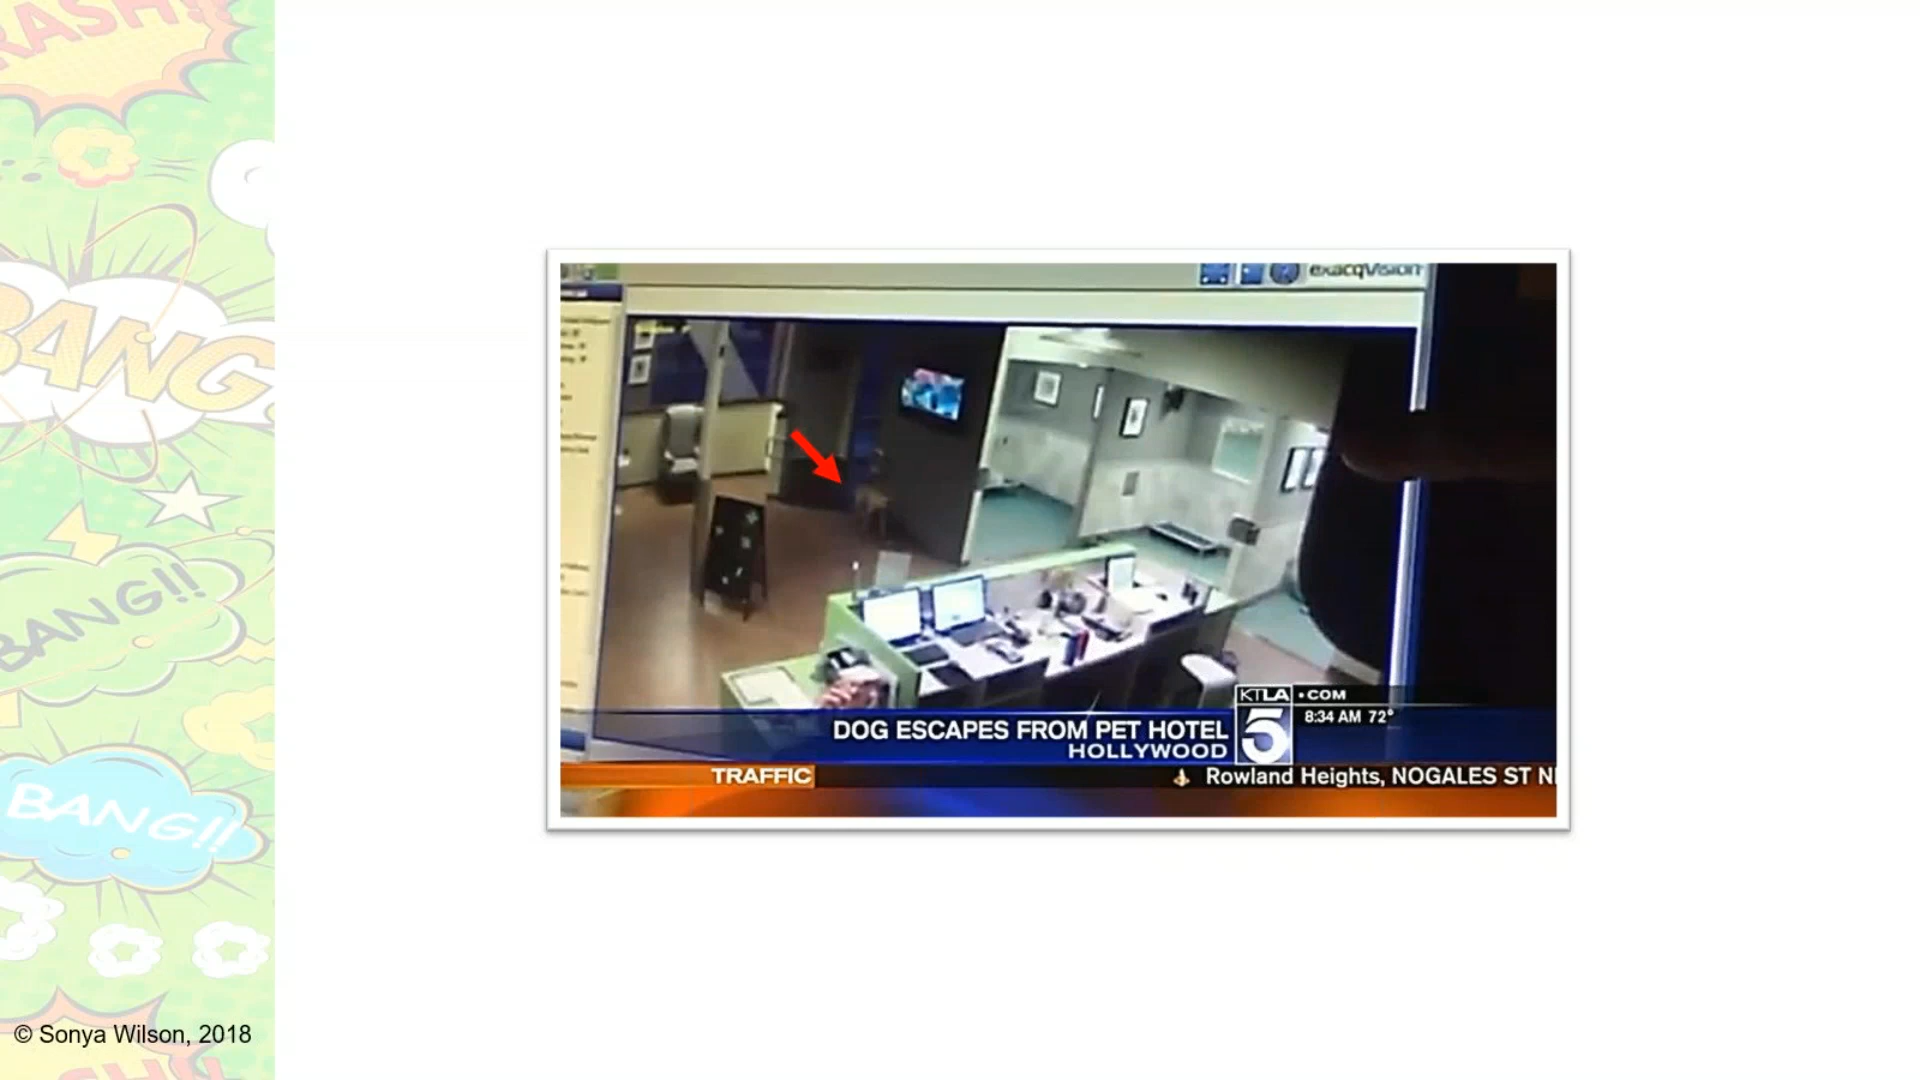 BANG
BANG!!
BANG!!
© Sonya Wilson, 2018
exacqVision
DOG ESCAPES FROM PET HOTEL
HOLLYWOOD
KTLA.COM
5
8:34 AM 72°
TRAFFIC
Rowland Heights, NOGALES ST